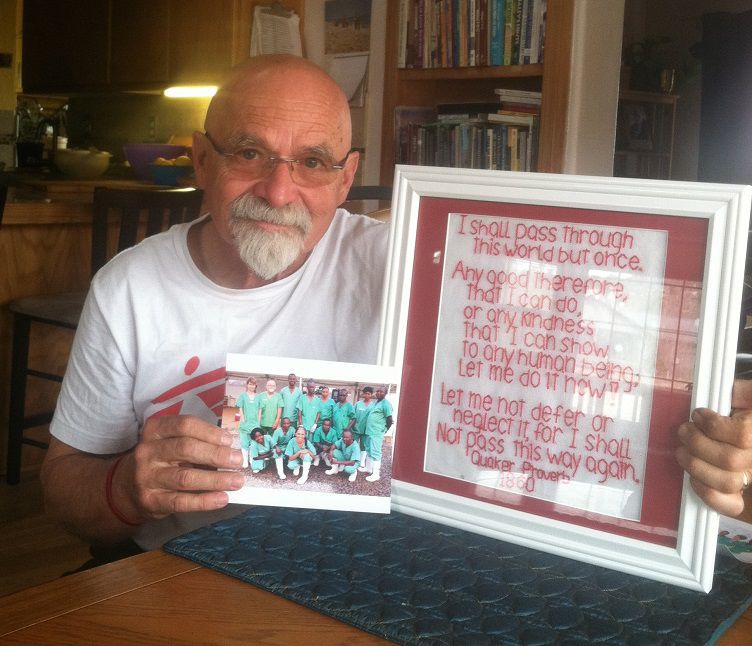 I shall pass through
this world but once.
Any good therefore,
that I can do,
or any kindness
that I can show
to any human being,
Let me do it now!
Let me not defer or
neglect it, for I shall
Not pass this way again.
Quaker Proverb
1860